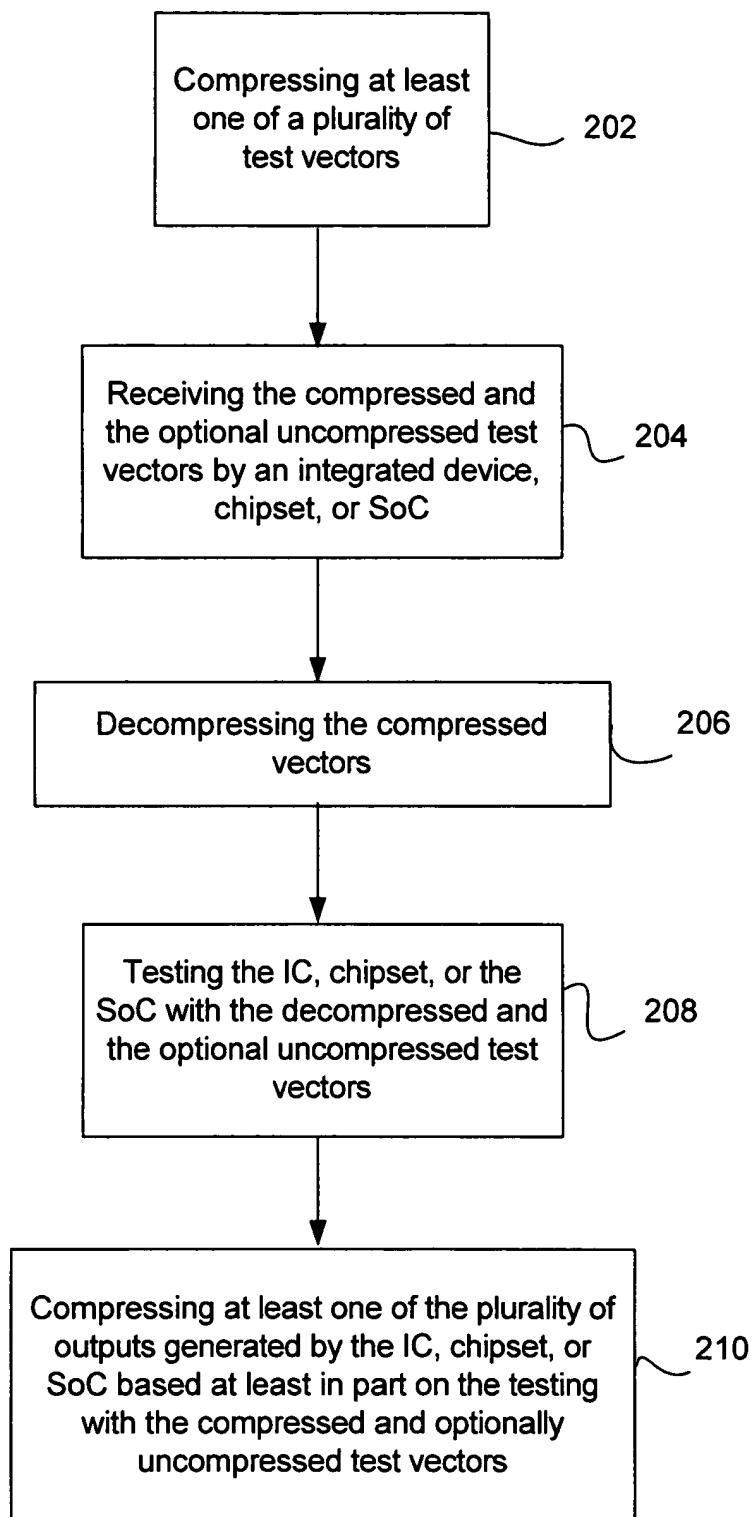 Compressing at least
one of a plurality of
test vectors
202
Receiving the compressed and
the optional uncompressed test
vectors by an integrated device,
chipset, or SoC
204
Decompressing the compressed
vectors
206
Testing the IC, chipset, or the
SoC with the decompressed and
the optional uncompressed test
vectors
208
Compressing at least one of the plurality of
outputs generated by the IC, chipset, or
SoC based at least in part on the testing
with the compressed and optionally
uncompressed test vectors
210